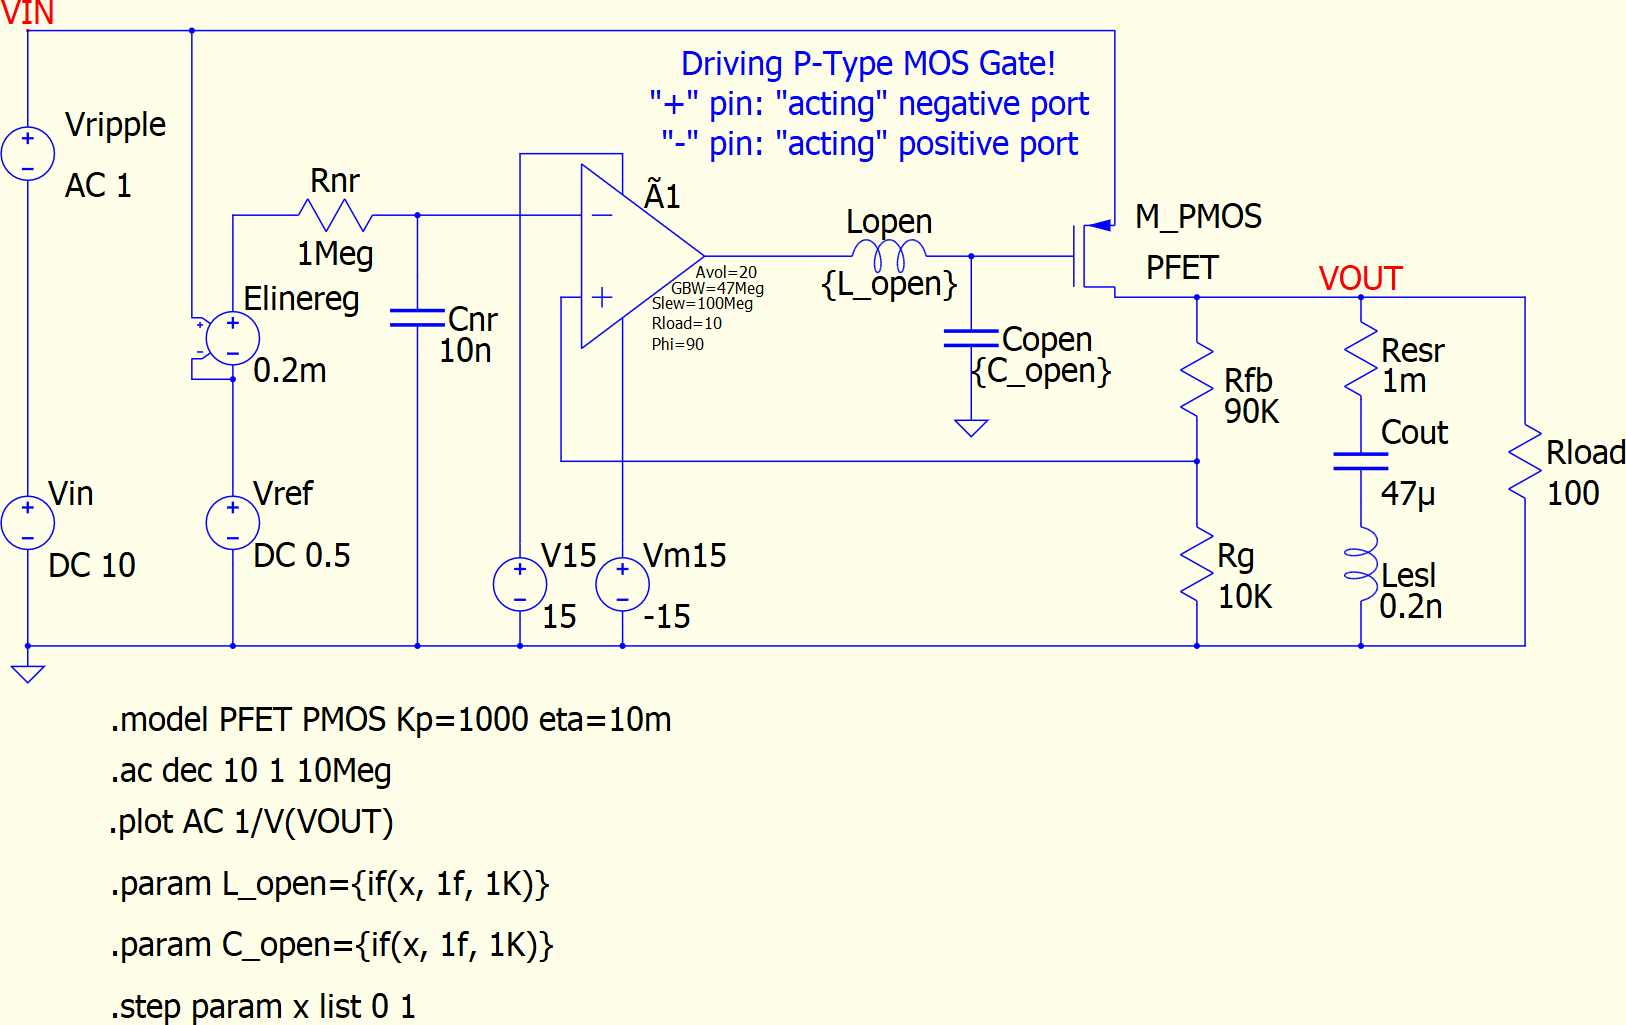 VIN
Driving P-Type MOS Gate!
"+" pin: "acting" negative port
"-" pin: "acting" positive port
Vripple
AC 1
Rnr
1Meg
Ã1
Avol=20
GBW=47Meg
Slew=100Meg
Rload=10
Phi=90
Lopen
{L_open}
M_PMOS
PFET
VOUT
Elinereg
0.2m
Cnr
10n
Copen
{C_open}
Rfb
90K
Resr
1m
Cout
47µ
Rload
100
Vin
DC 10
Vref
DC 0.5
V15
15
Vm15
-15
Rg
10K
Lesl
0.2n
.model PFET PMOS Kp=1000 eta=10m
.ac dec 10 1 10Meg
.plot AC 1/V(VOUT)
.param L_open={if(x, 1f, 1K)}
.param C_open={if(x, 1f, 1K)}
.step param x list 0 1